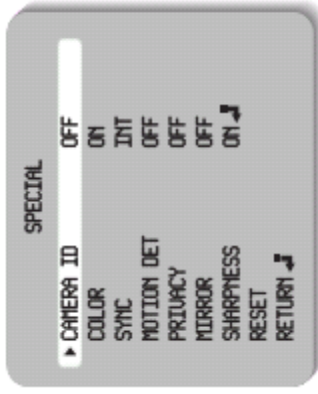 SPECIAL
▶ CAMERA ID OFF
COLOR ON
SYNC INT
MOTION DET OFF
PRIVACY OFF
MIRROR OFF
SHARPNESS ON ↲
RESET
RETURN ↲